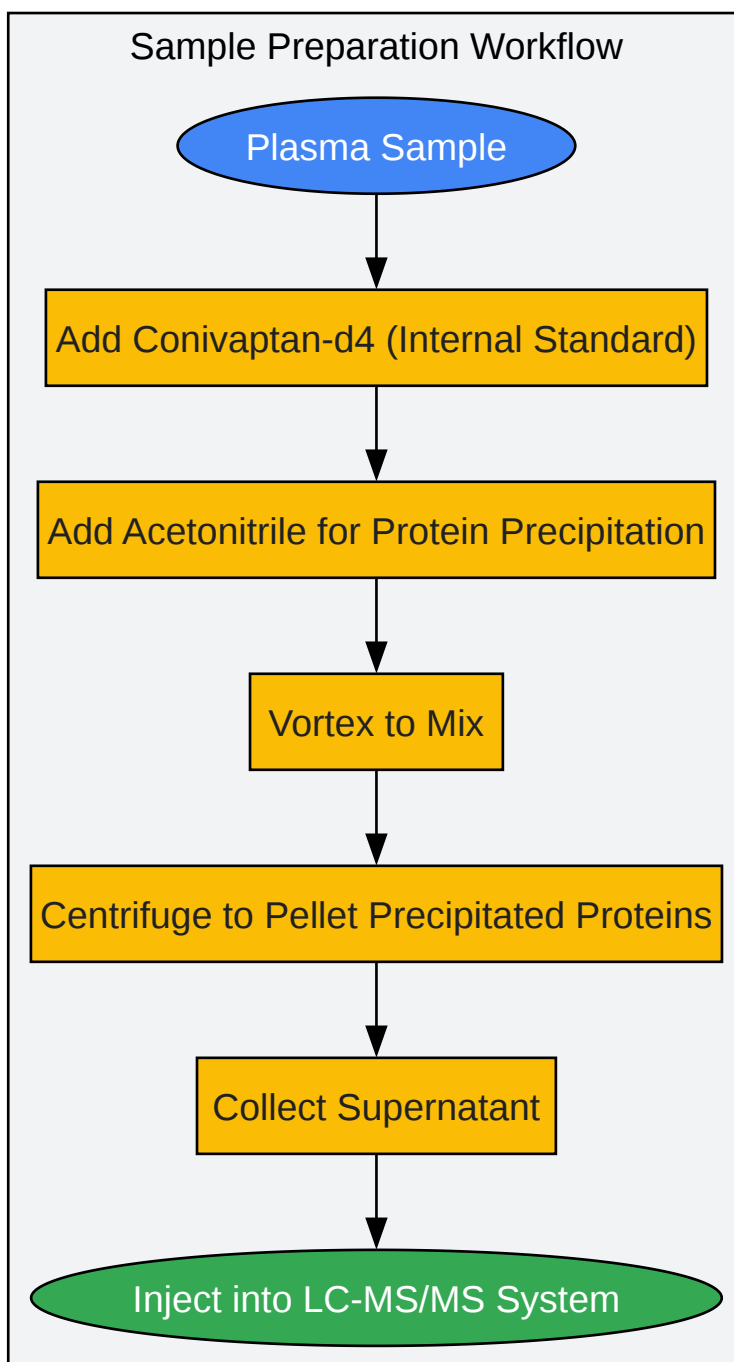 Sample Preparation Workflow
Plasma Sample
Add Conivaptan-d4 (Internal Standard)
Add Acetonitrile for Protein Precipitation
Vortex to Mix
Centrifuge to Pellet Precipitated Proteins
Collect Supernatant
Inject into LC-MS/MS System